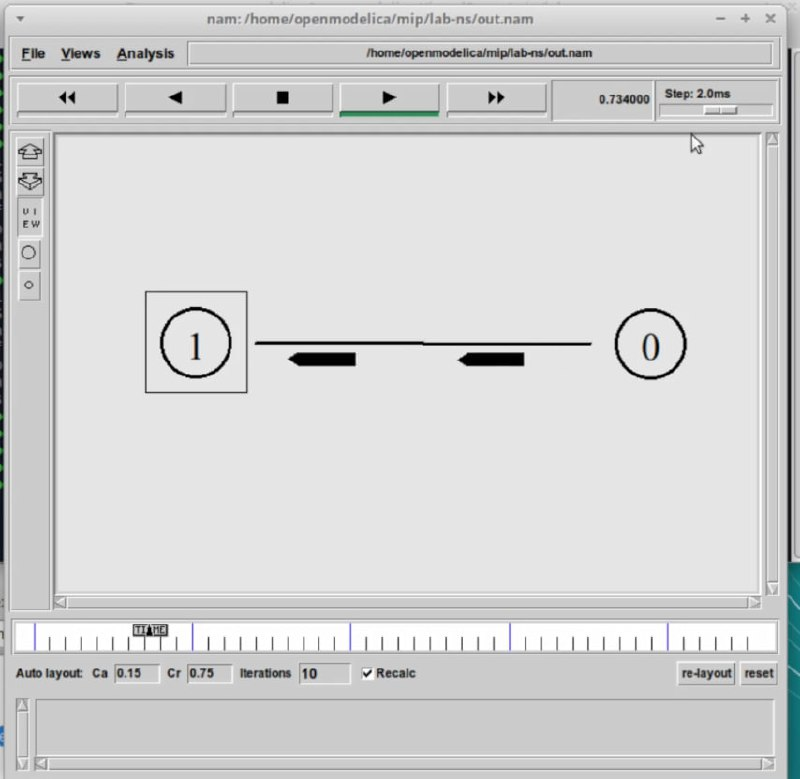 nam: /home/openmodelica/mip/lab-ns/out.nam
File Views Analysis /home/openmodelica/mip/lab-ns/out.nam
0.734000 Step: 2.0ms
VIEW
1 0
TIME
Auto layout: Ca 0.15 Cr 0.75 Iterations 10 Recalc re-layout reset